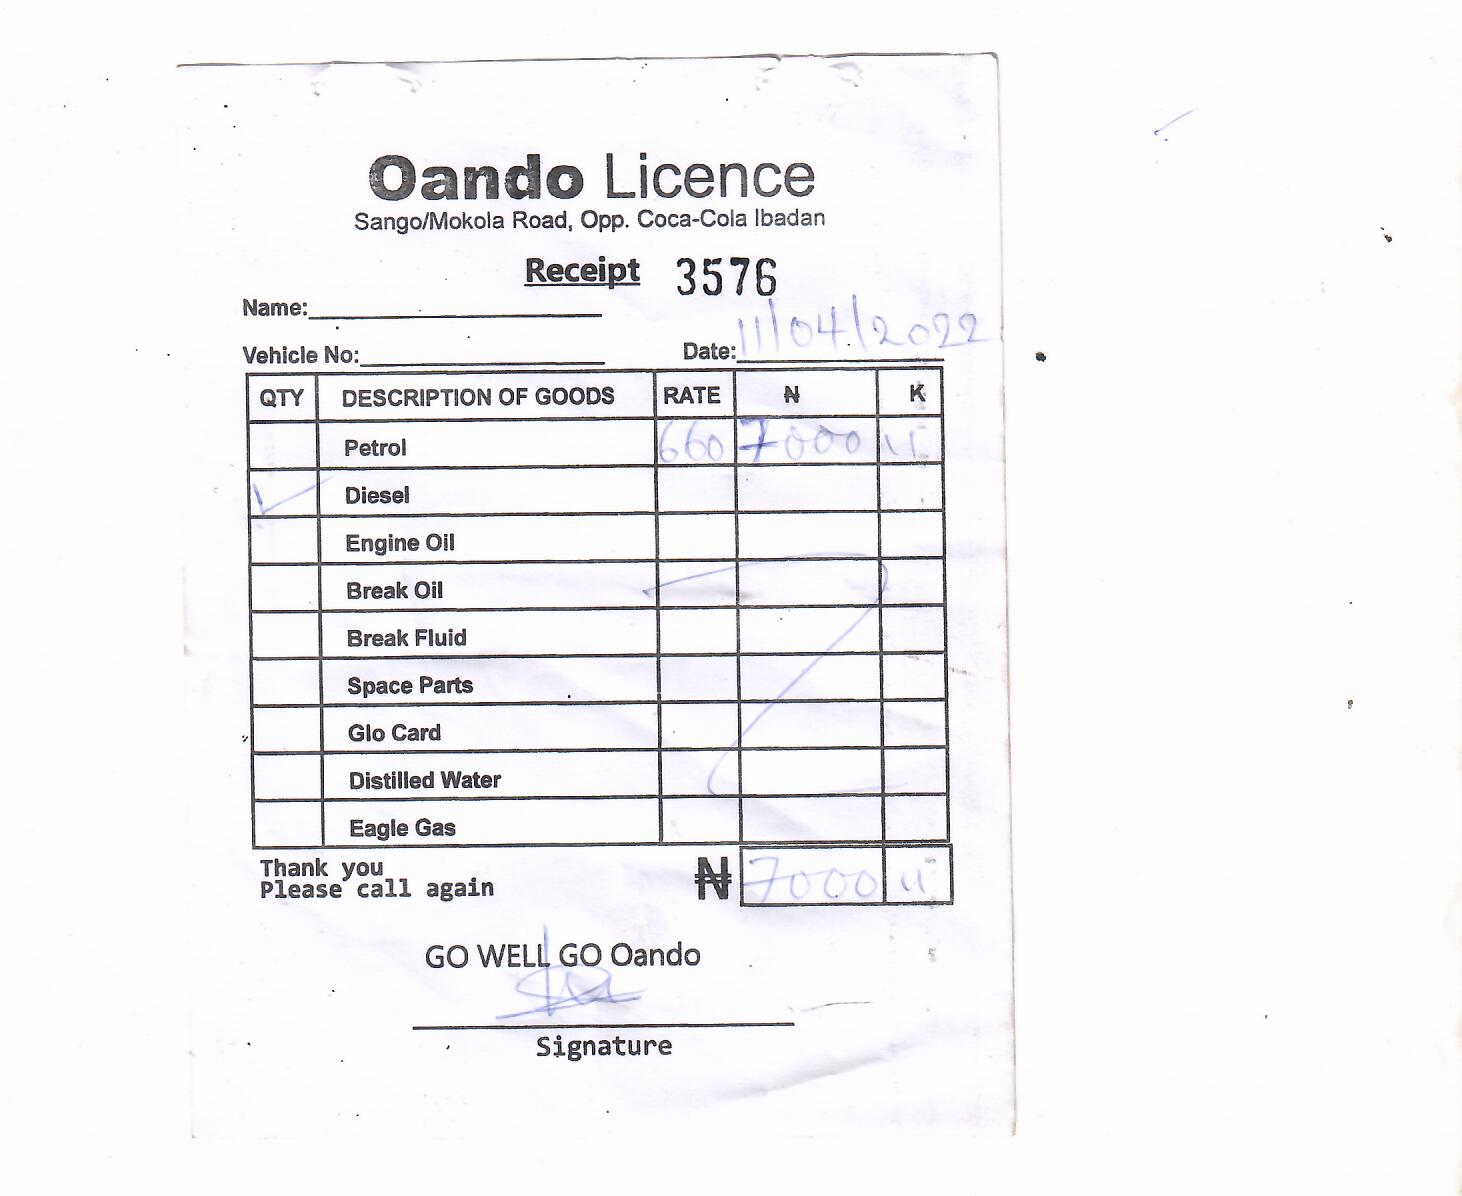 Oando Licence
Sango/Mokola Road, Opp. Coca-Cola Ibadan
Receipt 3576
Name:
Vehicle No: Date: 11/04/2022
QTY DESCRIPTION OF GOODS RATE ₦ K
Petrol 660 7000
Diesel
Engine Oil
Break Oil
Break Fluid
Space Parts
Glo Card
Distilled Water
Eagle Gas
Thank you
Please call again
₦ 7000
GO WELL GO Oando
Signature